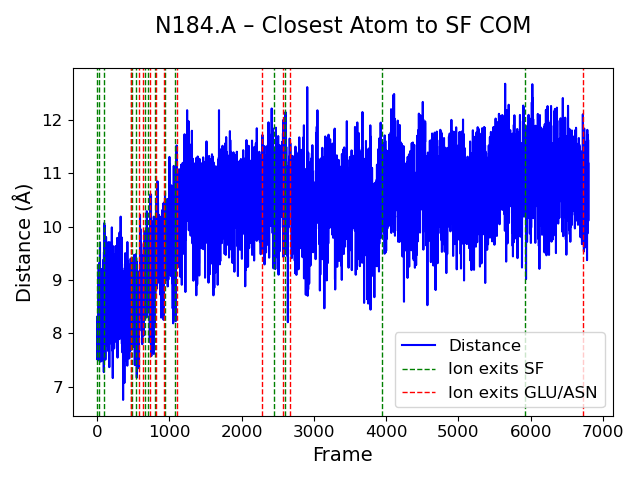 N184.A – Closest Atom to SF COM
Distance (Å)
12
11
10
9
8
7
Distance
Ion exits SF
Ion exits GLU/ASN
0 1000 2000 3000 4000 5000 6000 7000
Frame